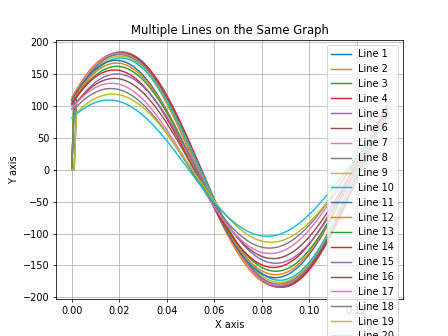 Multiple Lines on the Same Graph
Y axis
200
150
100
50
0
−50
−100
−150
−200
0.00
0.02
0.04
0.06
0.08
0.10
X axis
Line 1
Line 2
Line 3
Line 4
Line 5
Line 6
Line 7
Line 8
Line 9
Line 10
Line 11
Line 12
Line 13
Line 14
Line 15
Line 16
Line 17
Line 18
Line 19
Line 20